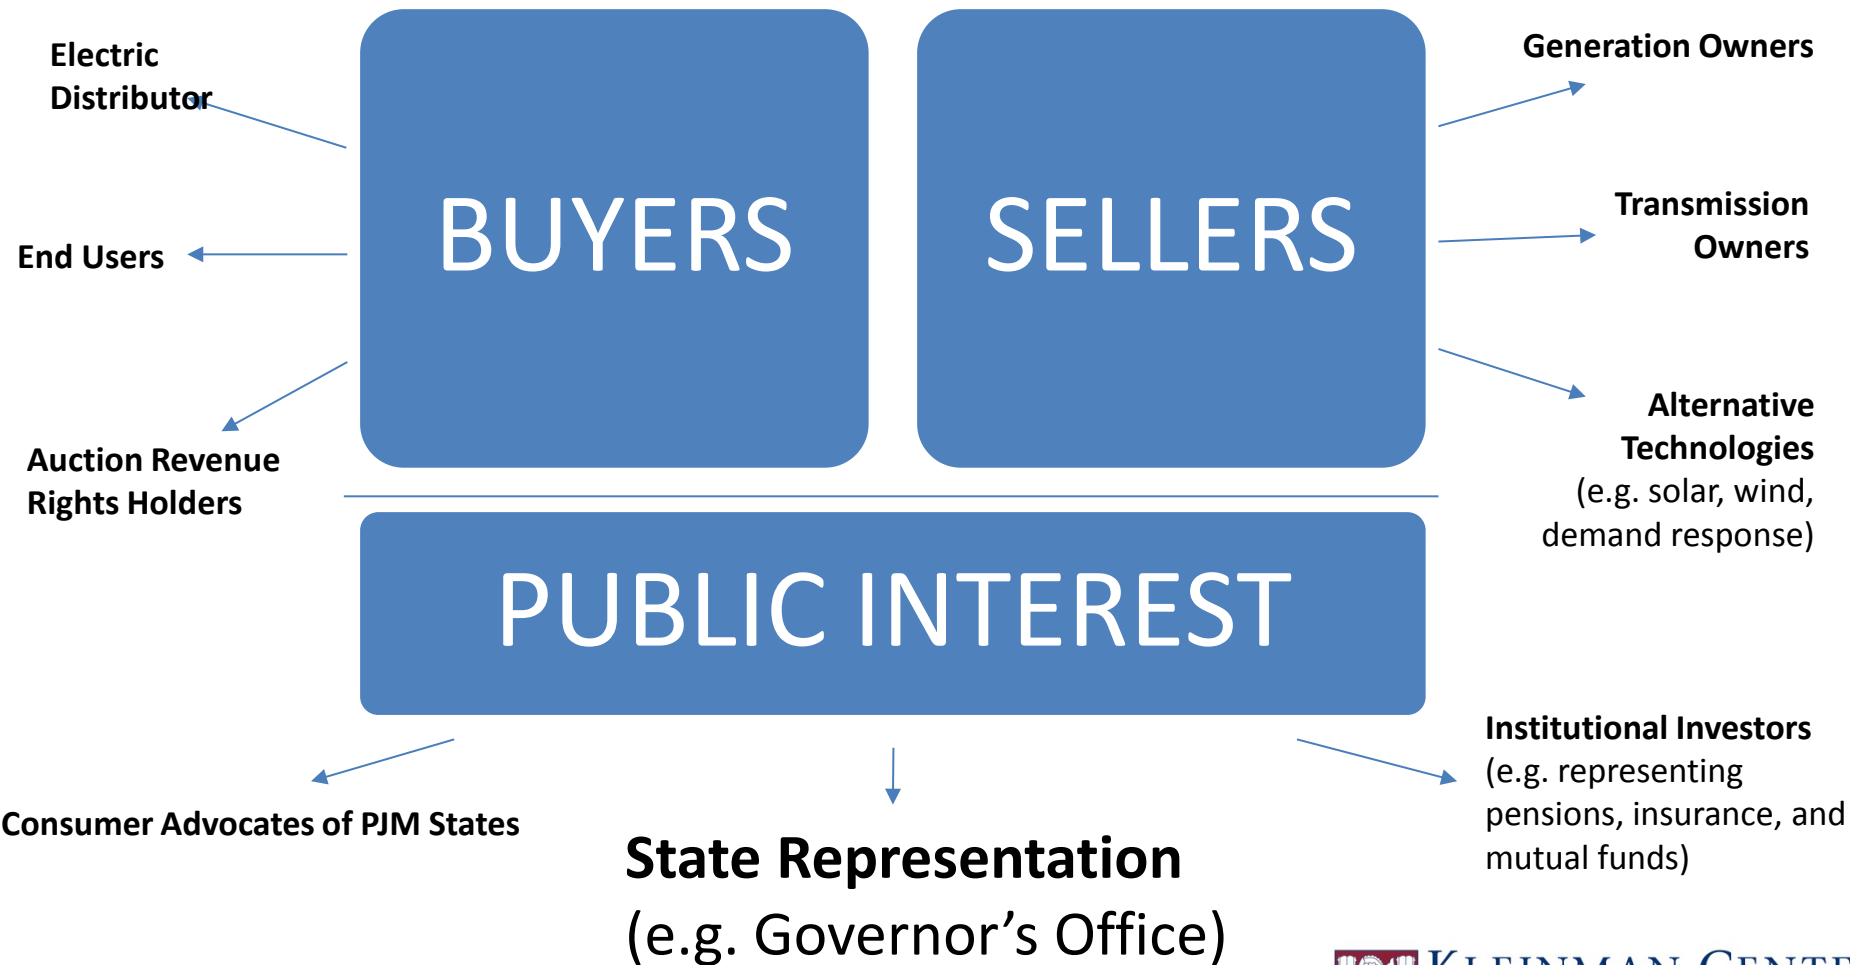 Electric
Distributor
End Users
Auction Revenue
Rights Holders
BUYERS
SELLERS
Generation Owners
Transmission
Owners
Alternative
Technologies
(e.g. solar, wind,
demand response)
PUBLIC INTEREST
Consumer Advocates of PJM States
State Representation
(e.g. Governor's Office)
Institutional Investors
(e.g. representing
pensions, insurance, and
mutual funds)
KLEINMAN CENTE